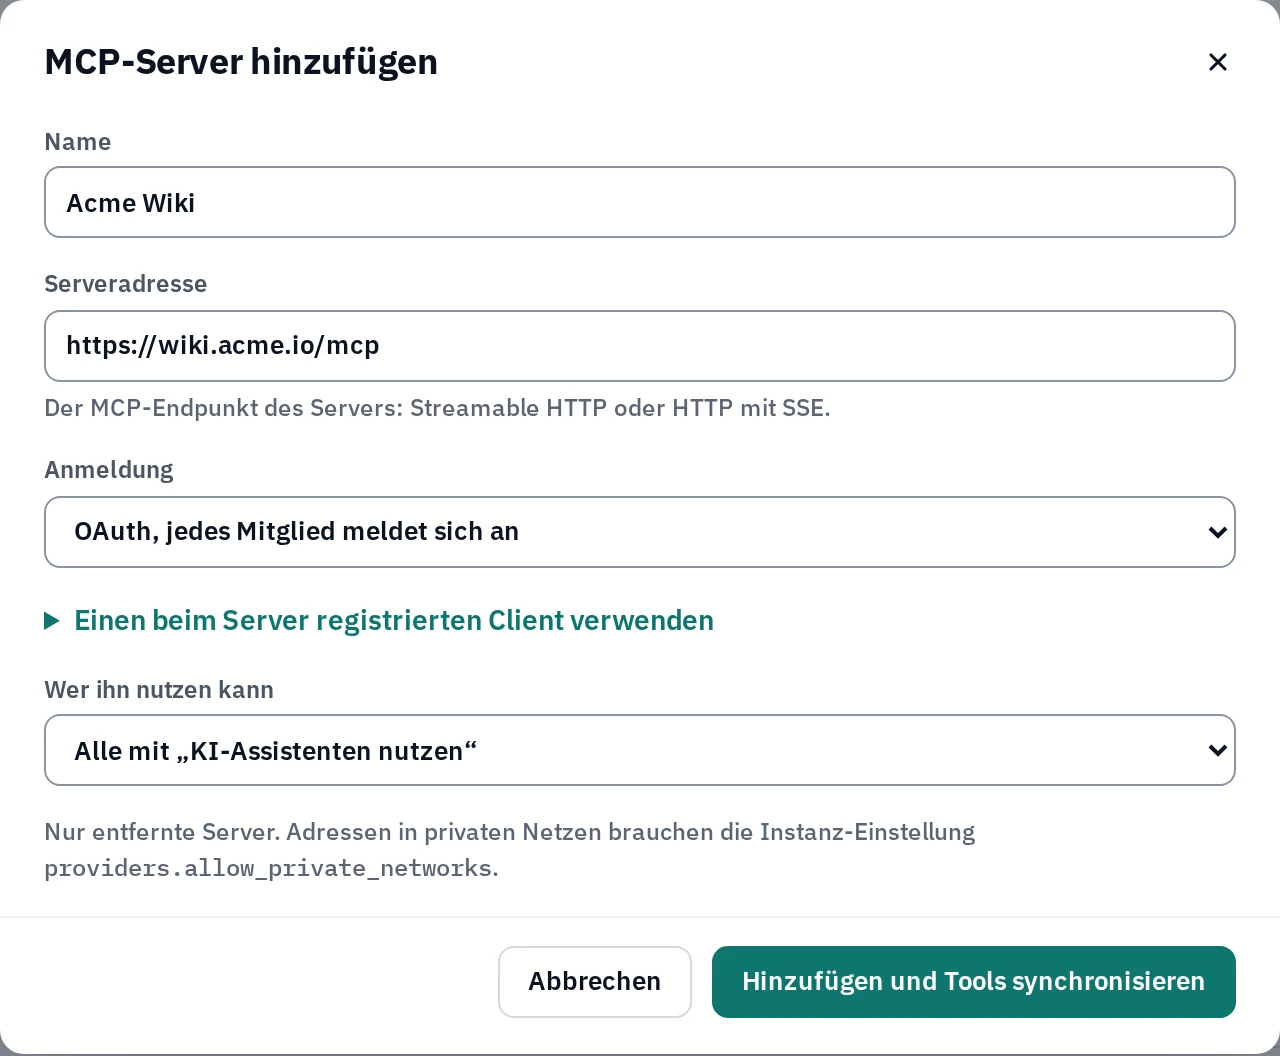 MCP-Server hinzufügen
Name
Acme Wiki
Serveradresse
https://wiki.acme.io/mcp
Der MCP-Endpunkt des Servers: Streamable HTTP oder HTTP mit SSE.
Anmeldung
OAuth, jedes Mitglied meldet sich an
Einen beim Server registrierten Client verwenden
Wer ihn nutzen kann
Alle mit „KI-Assistenten nutzen“
Nur entfernte Server. Adressen in privaten Netzen brauchen die Instanz-Einstellung
providers.allow_private_networks.
Abbrechen
Hinzufügen und Tools synchronisieren